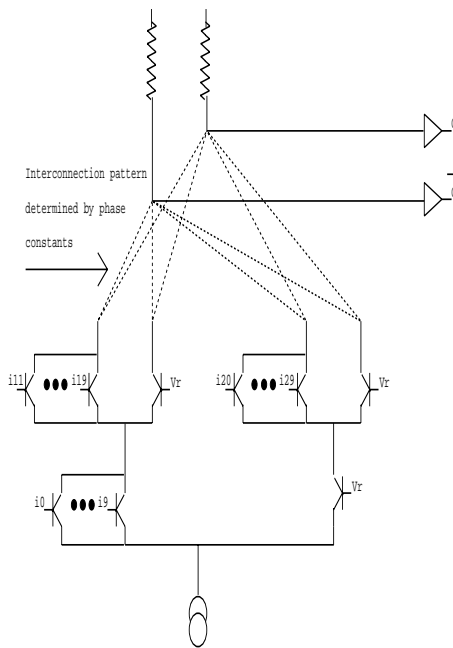 Interconnection pattern
determined by phase
constants
i11 i19 Vr i20 i29 Vr
i0 i9 Vr